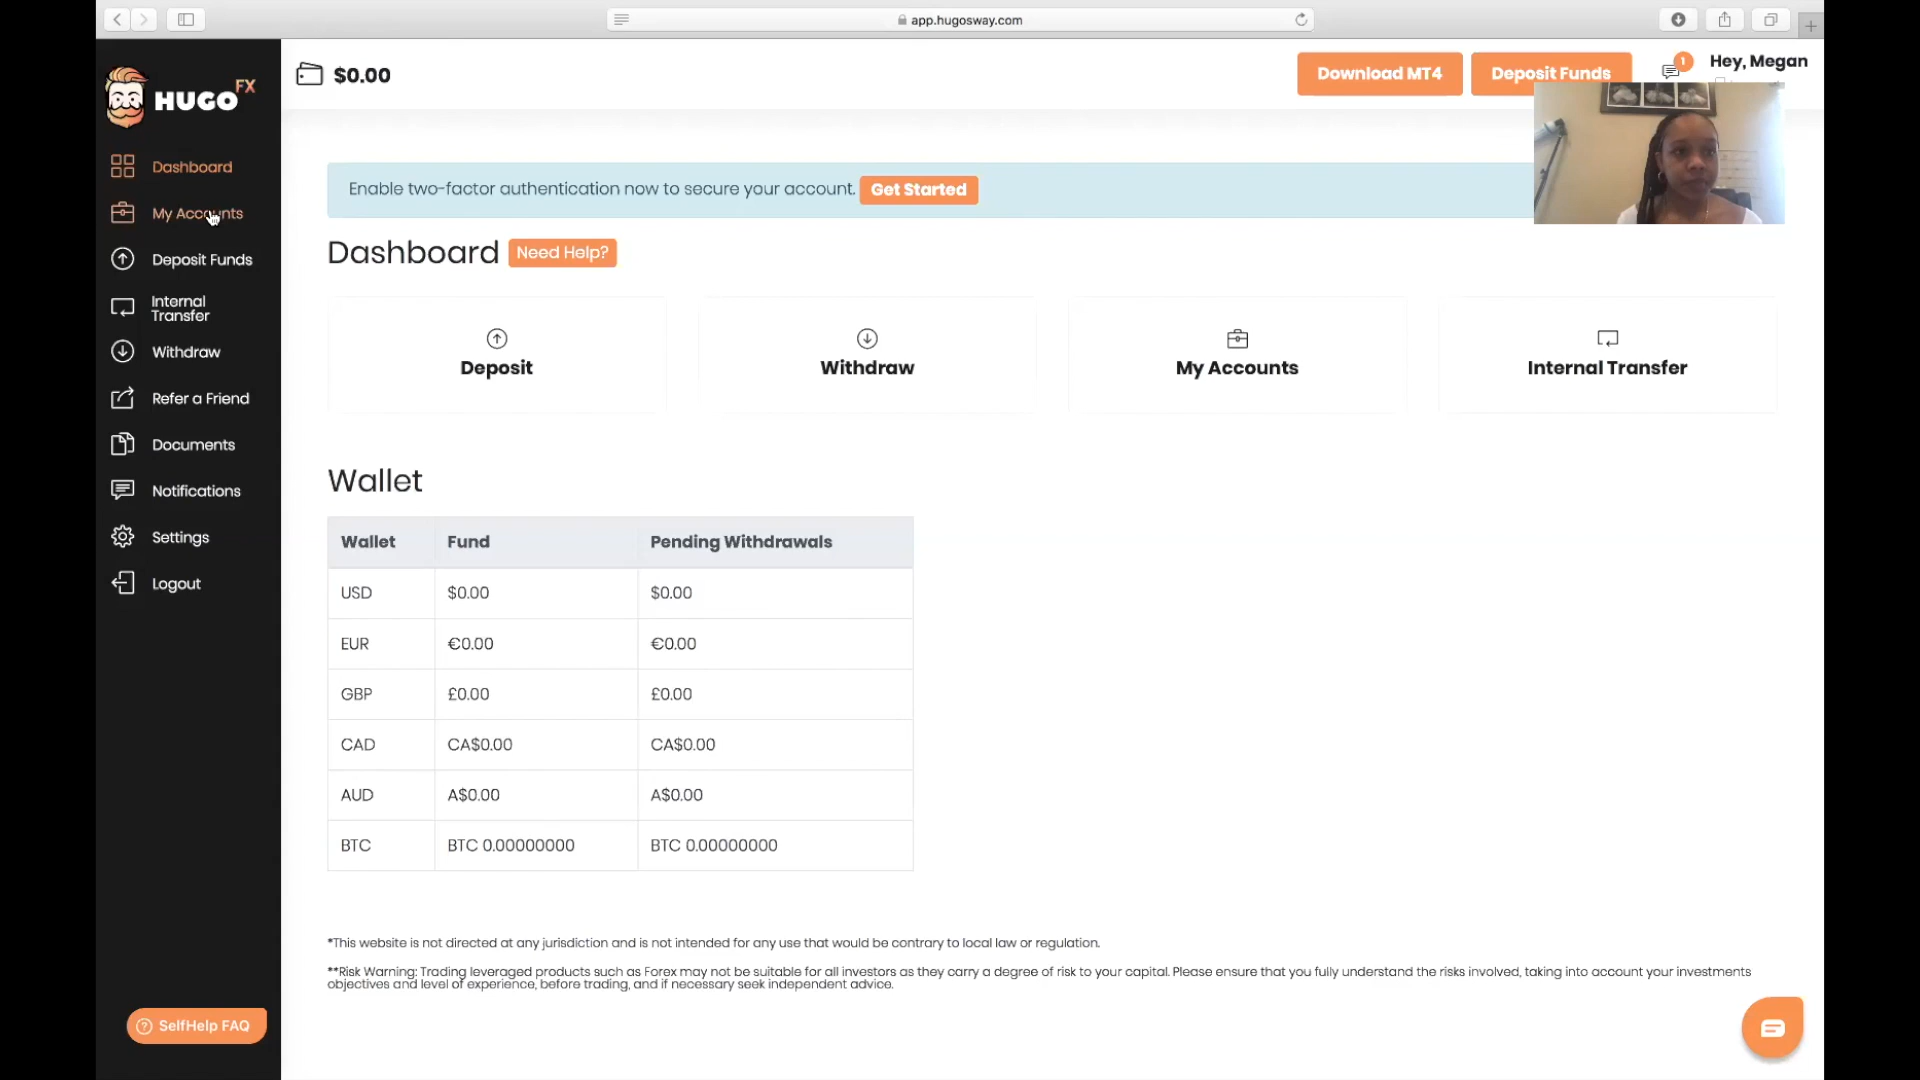 app.hugosway.com
HUGO FX
$0.00
Download MT4
Deposit Funds
1
Hey, Megan
Dashboard
My Accounts
Deposit Funds
Internal
Transfer
Withdraw
Refer a Friend
Documents
Notifications
Settings
Logout
SelfHelp FAQ
Enable two-factor authentication now to secure your account. Get Started
Dashboard Need Help?
Deposit
Withdraw
My Accounts
Internal Transfer
Wallet
Wallet Fund Pending Withdrawals
USD $0.00 $0.00
EUR €0.00 €0.00
GBP £0.00 £0.00
CAD CA$0.00 CA$0.00
AUD A$0.00 A$0.00
BTC BTC 0.00000000 BTC 0.00000000
*This website is not directed at any jurisdiction and is not intended for any use that would be contrary to local law or regulation.
**Risk Warning: Trading leveraged products such as Forex may not be suitable for all investors as they carry a degree of risk to your capital. Please ensure that you fully understand the risks involved, taking into account your investments
objectives and level of experience, before trading, and if necessary seek independent advice.